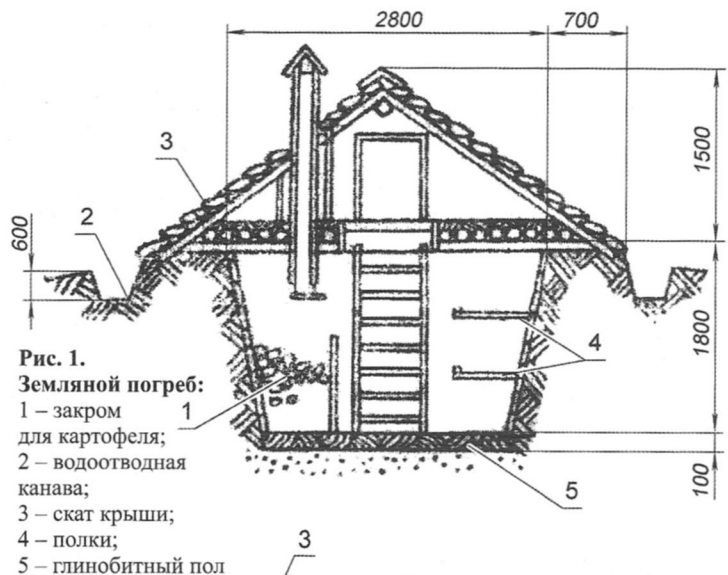 2800
700
1500
3
2
600
1800
4
Рис. 1.
Земляной погреб:
1 – закром
1
для картофеля;
2 – водоотводная
канава;
3 – скат крыши;
4 – полки;
5 – глинобитный пол
5
100
3